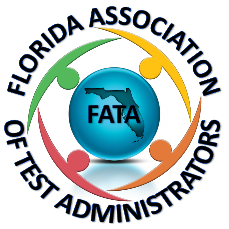 FLORIDA ASSOCIATION
FATA
OF TEST ADMINISTRATORS